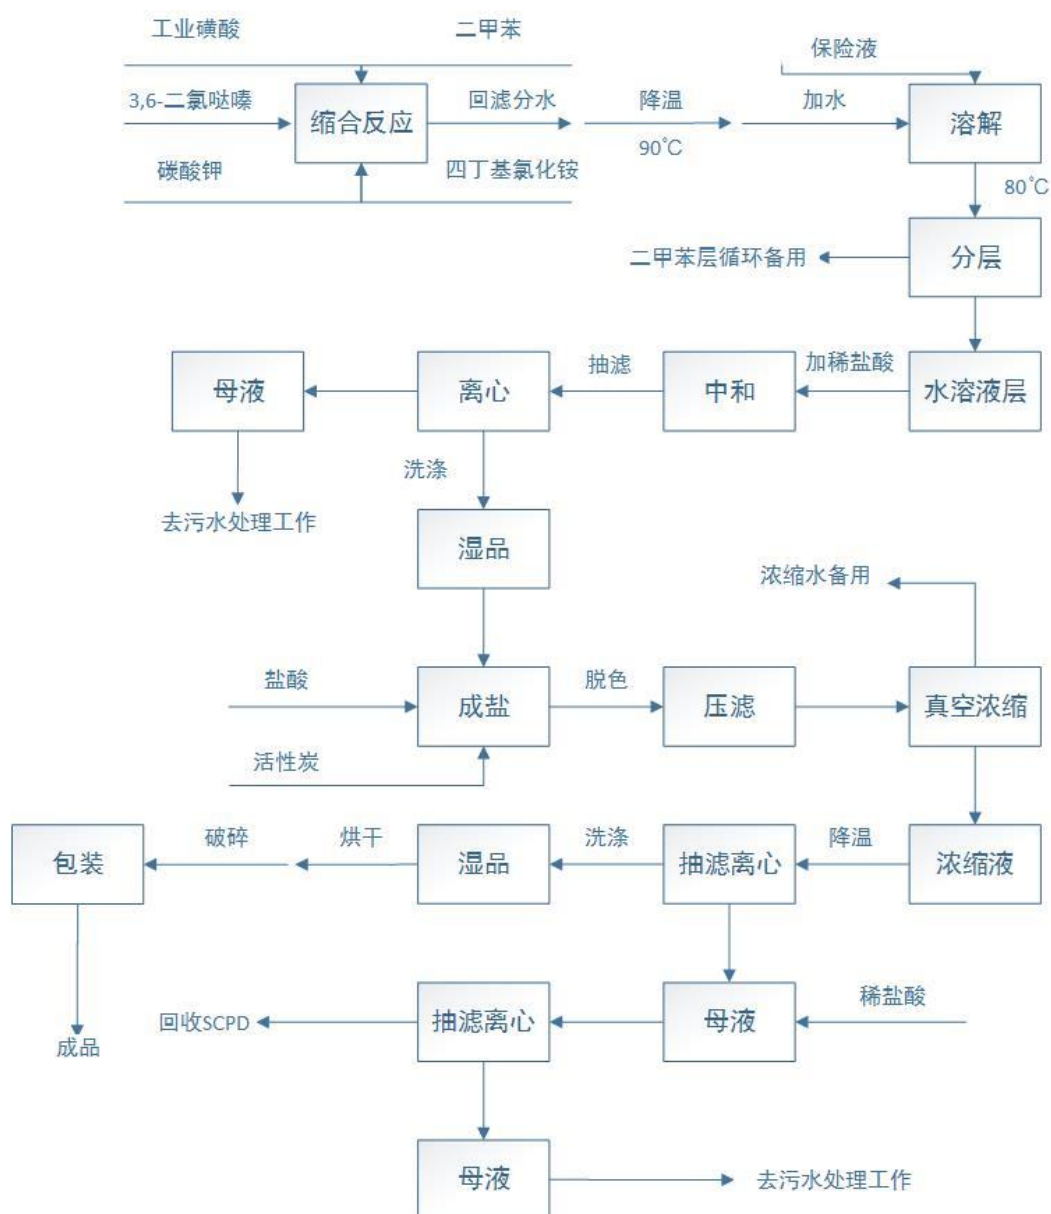 工业磺酸
二甲苯
保险液
3,6-二氯哒嗪
缩合反应
回滤分水
降温
加水
溶解
90℃
碳酸钾
四丁基氯化铵
80℃
二甲苯层循环备用
分层
母液
离心
抽滤
中和
加稀盐酸
水溶液层
洗涤
去污水处理工作
湿品
浓缩水备用
盐酸
成盐
脱色
压滤
真空浓缩
活性炭
包装
破碎
烘干
湿品
洗涤
抽滤离心
降温
浓缩液
稀盐酸
回收SCPD
抽滤离心
母液
成品
母液
去污水处理工作